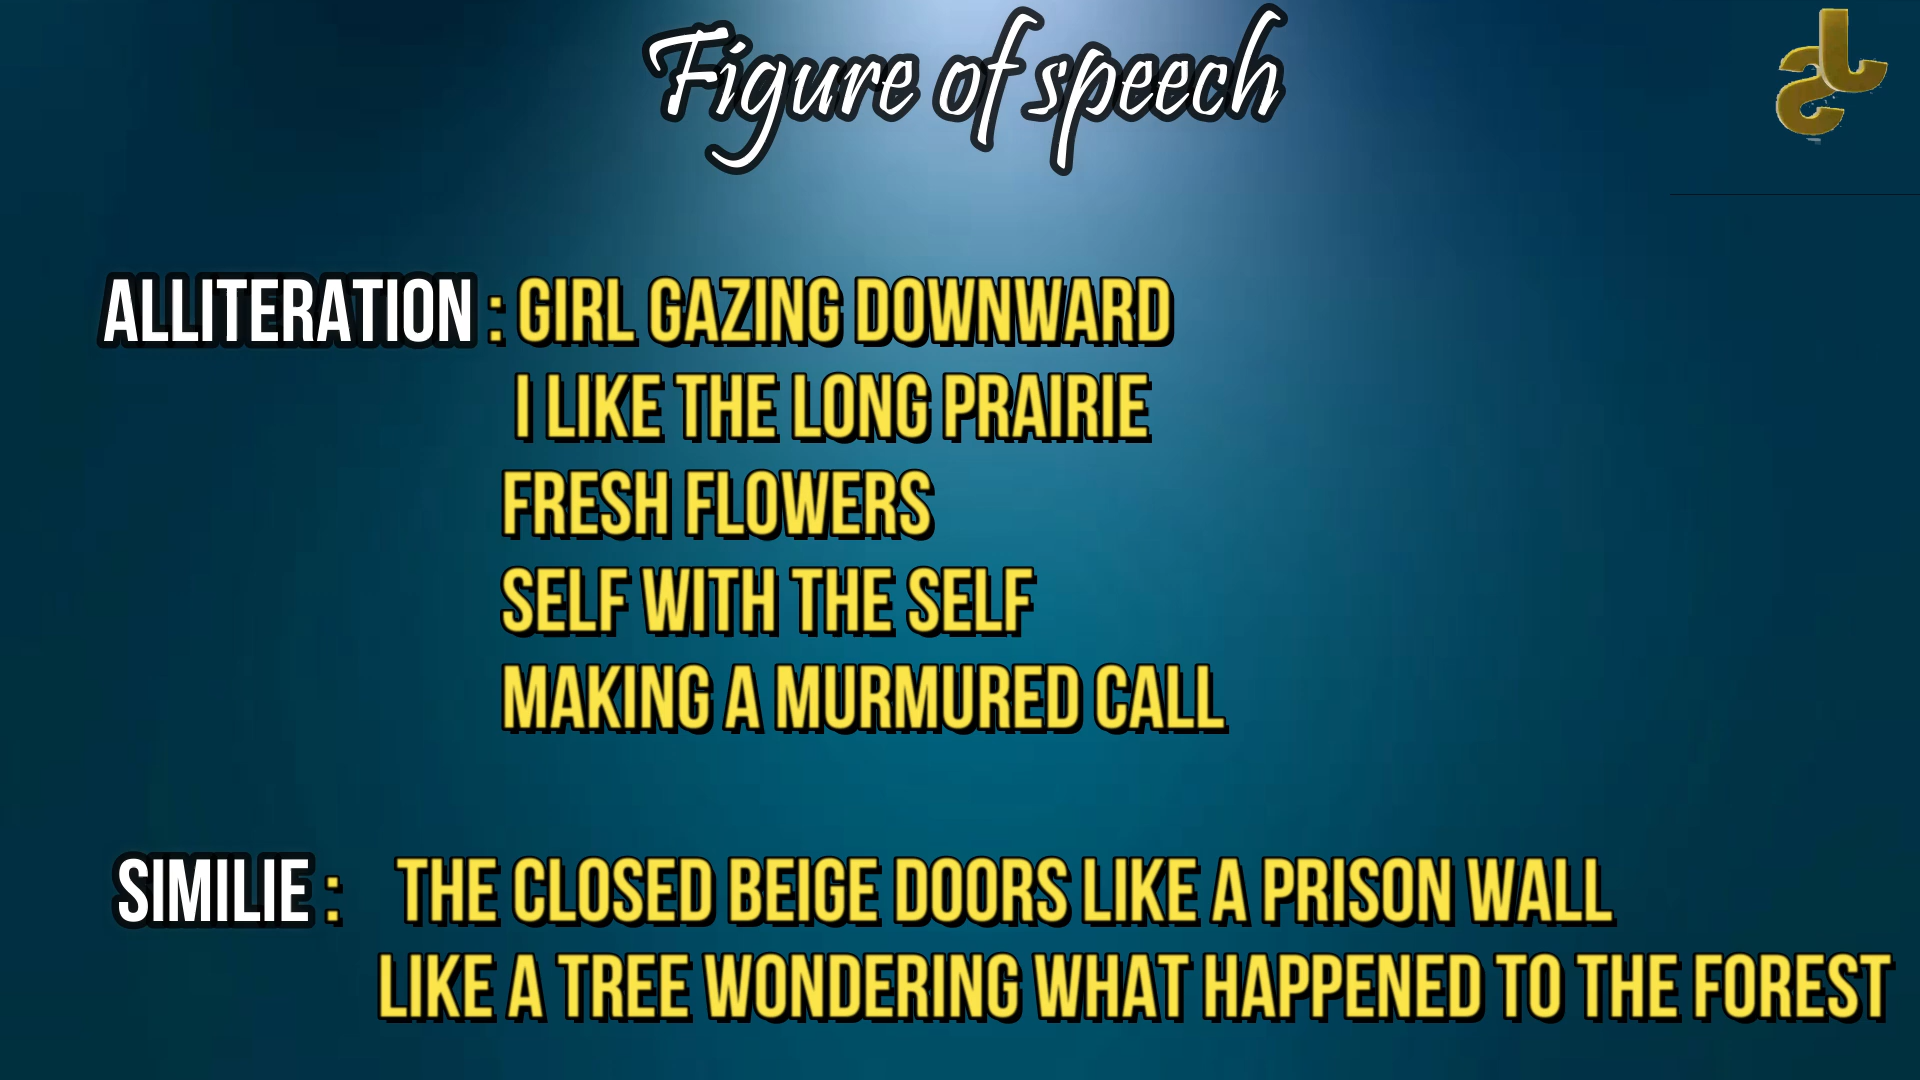 Figure of speech
ALLITERATION : GIRL GAZING DOWNWARD
I LIKE THE LONG PRAIRIE
FRESH FLOWERS
SELF WITH THE SELF
MAKING A MURMURED CALL
SIMILIE : THE CLOSED BEIGE DOORS LIKE A PRISON WALL
LIKE A TREE WONDERING WHAT HAPPENED TO THE FOREST